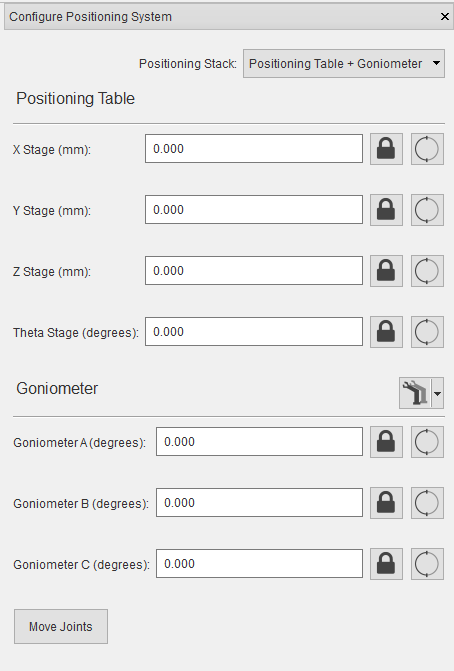 Configure Positioning System
Positioning Stack: Positioning Table + Goniometer
Positioning Table
X Stage (mm): 0.000
Y Stage (mm): 0.000
Z Stage (mm): 0.000
Theta Stage (degrees): 0.000
Goniometer
Goniometer A (degrees): 0.000
Goniometer B (degrees): 0.000
Goniometer C (degrees): 0.000
Move Joints